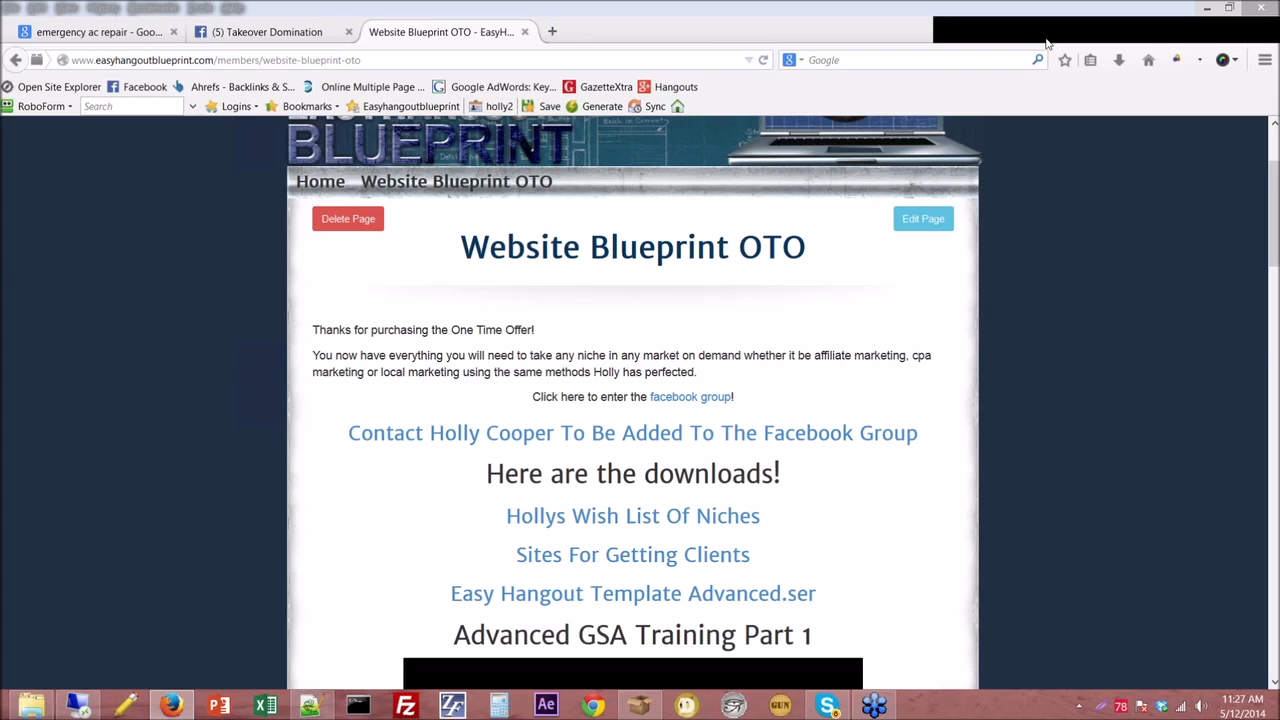 emergency ac repair - Goo...
(5) Takeover Domination
Website Blueprint OTO - EasyH...
www.easyhangoutblueprint.com/members/website-blueprint-oto
Google
Open Site Explorer
Facebook
Ahrefs - Backlinks & S...
Online Multiple Page ...
Google AdWords: Key...
GazetteXtra
Hangouts
RoboForm
Search
Logins
Bookmarks
Easyhangoutblueprint
holly2
Save
Generate
Sync
BLUEPRINT
Home
Website Blueprint OTO
Delete Page
Edit Page
Website Blueprint OTO
Thanks for purchasing the One Time Offer!
You now have everything you will need to take any niche in any market on demand whether it be affiliate marketing, cpa
marketing or local marketing using the same methods Holly has perfected.
Click here to enter the facebook group!
Contact Holly Cooper To Be Added To The Facebook Group
Here are the downloads!
Hollys Wish List Of Niches
Sites For Getting Clients
Easy Hangout Template Advanced.ser
Advanced GSA Training Part 1
Ae
GUN
78
11:27 AM
5/12/2014